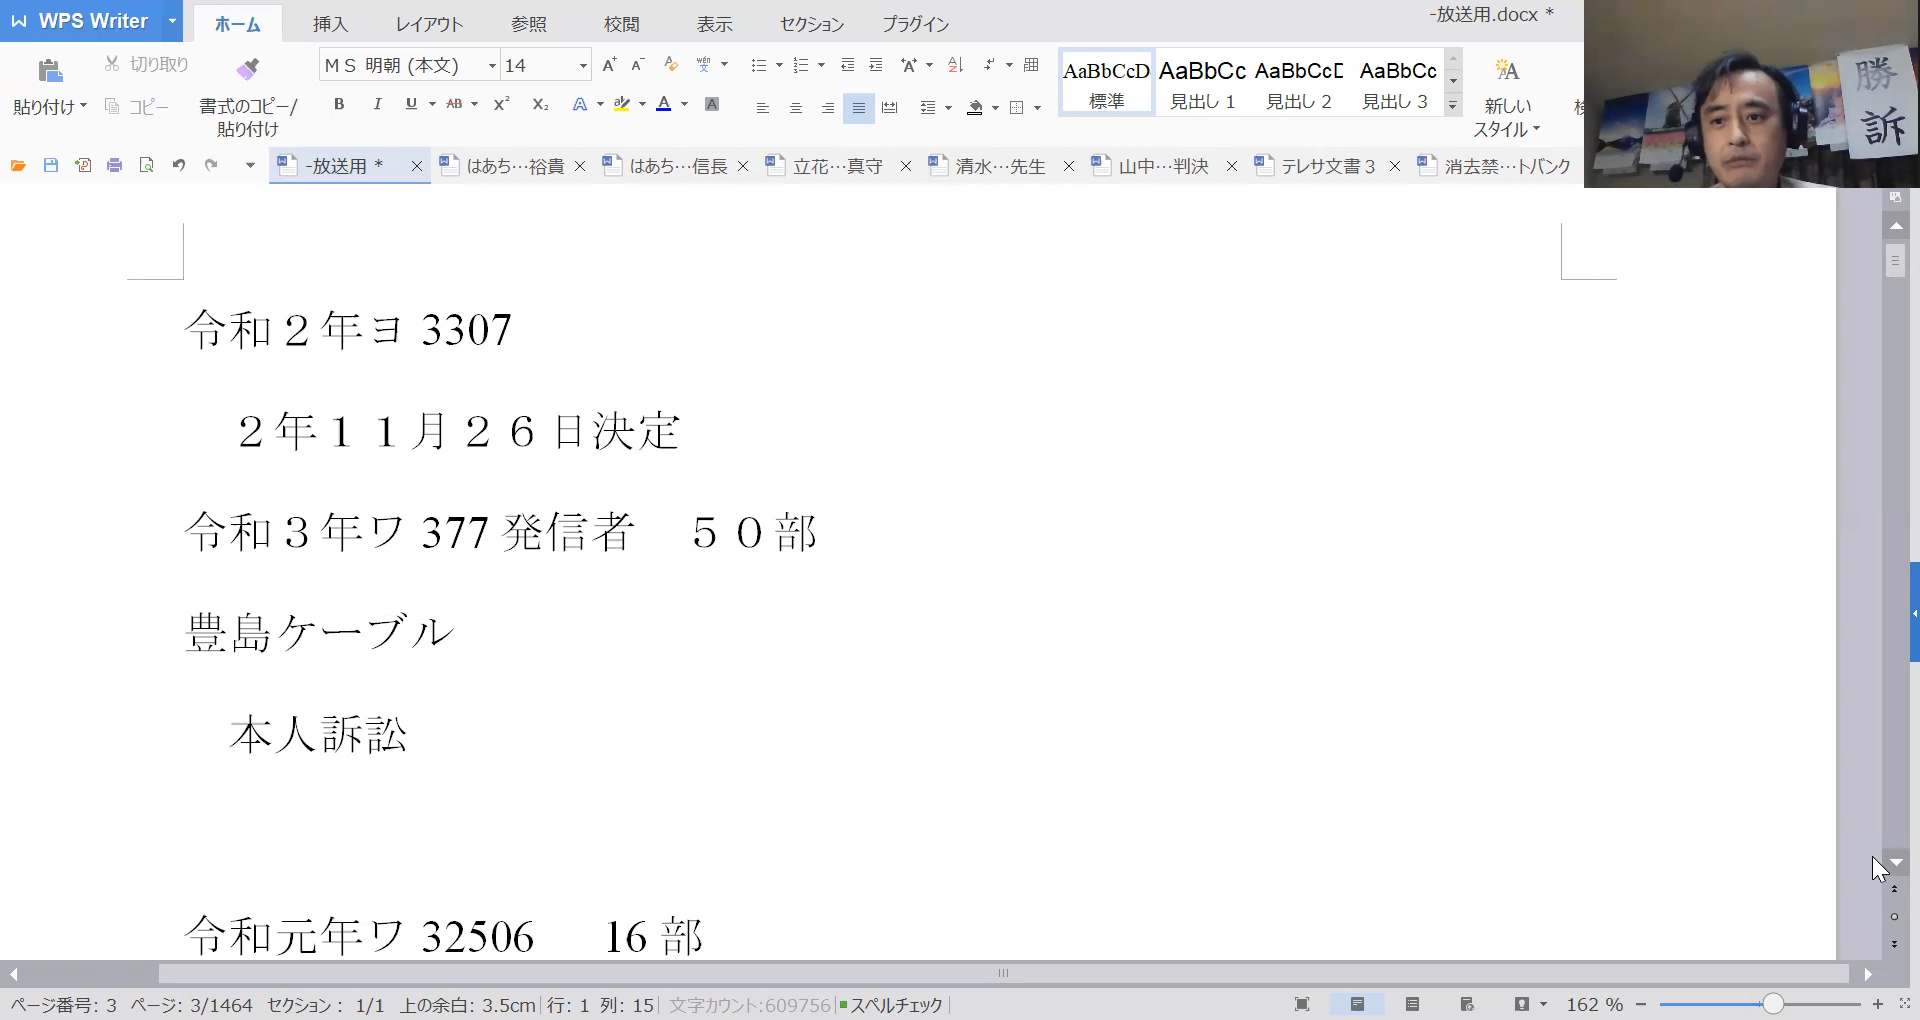 WPS Writer
ホーム 挿入 レイアウト 参照 校閲 表示 セクション プラグイン
-放送用.docx *
勝訴
貼り付け 切り取り コピー 書式のコピー/貼り付け
ＭＳ 明朝 (本文) 14
AaBbCcD AaBbCc AaBbCcD AaBbCc
標準 見出し 1 見出し 2 見出し 3
新しいスタイル
-放送用 * はあち…裕貴 はあち…信長 立花…真守 清水…先生 山中…判決 テレサ文書３ 消去禁…トバンク
令和２年ヨ 3307
２年１１月２６日決定
令和３年ワ 377 発信者　５０部
豊島ケーブル
本人訴訟
令和元年ワ 32506　16 部
ページ番号: 3 ページ: 3/1464 セクション: 1/1 上の余白: 3.5cm 行: 1 列: 15 文字カウント:609756 スペルチェック 162 %